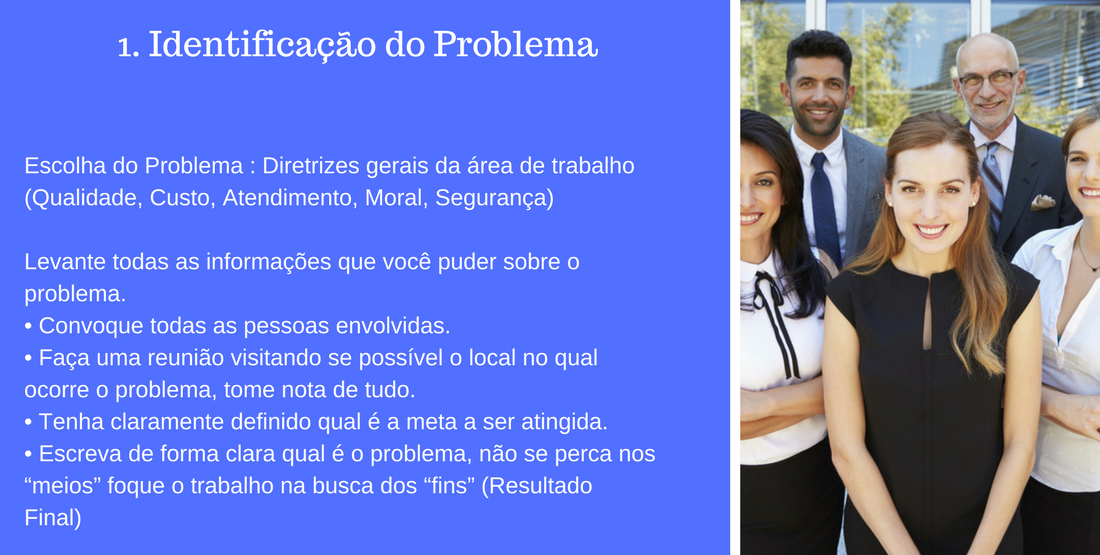 1. Identificação do Problema
Escolha do Problema : Diretrizes gerais da área de trabalho
(Qualidade, Custo, Atendimento, Moral, Segurança)
Levante todas as informações que você puder sobre o
problema.
• Convoque todas as pessoas envolvidas.
• Faça uma reunião visitando se possível o local no qual
ocorre o problema, tome nota de tudo.
• Tenha claramente definido qual é a meta a ser atingida.
• Escreva de forma clara qual é o problema, não se perca nos
“meios” foque o trabalho na busca dos “fins” (Resultado
Final)